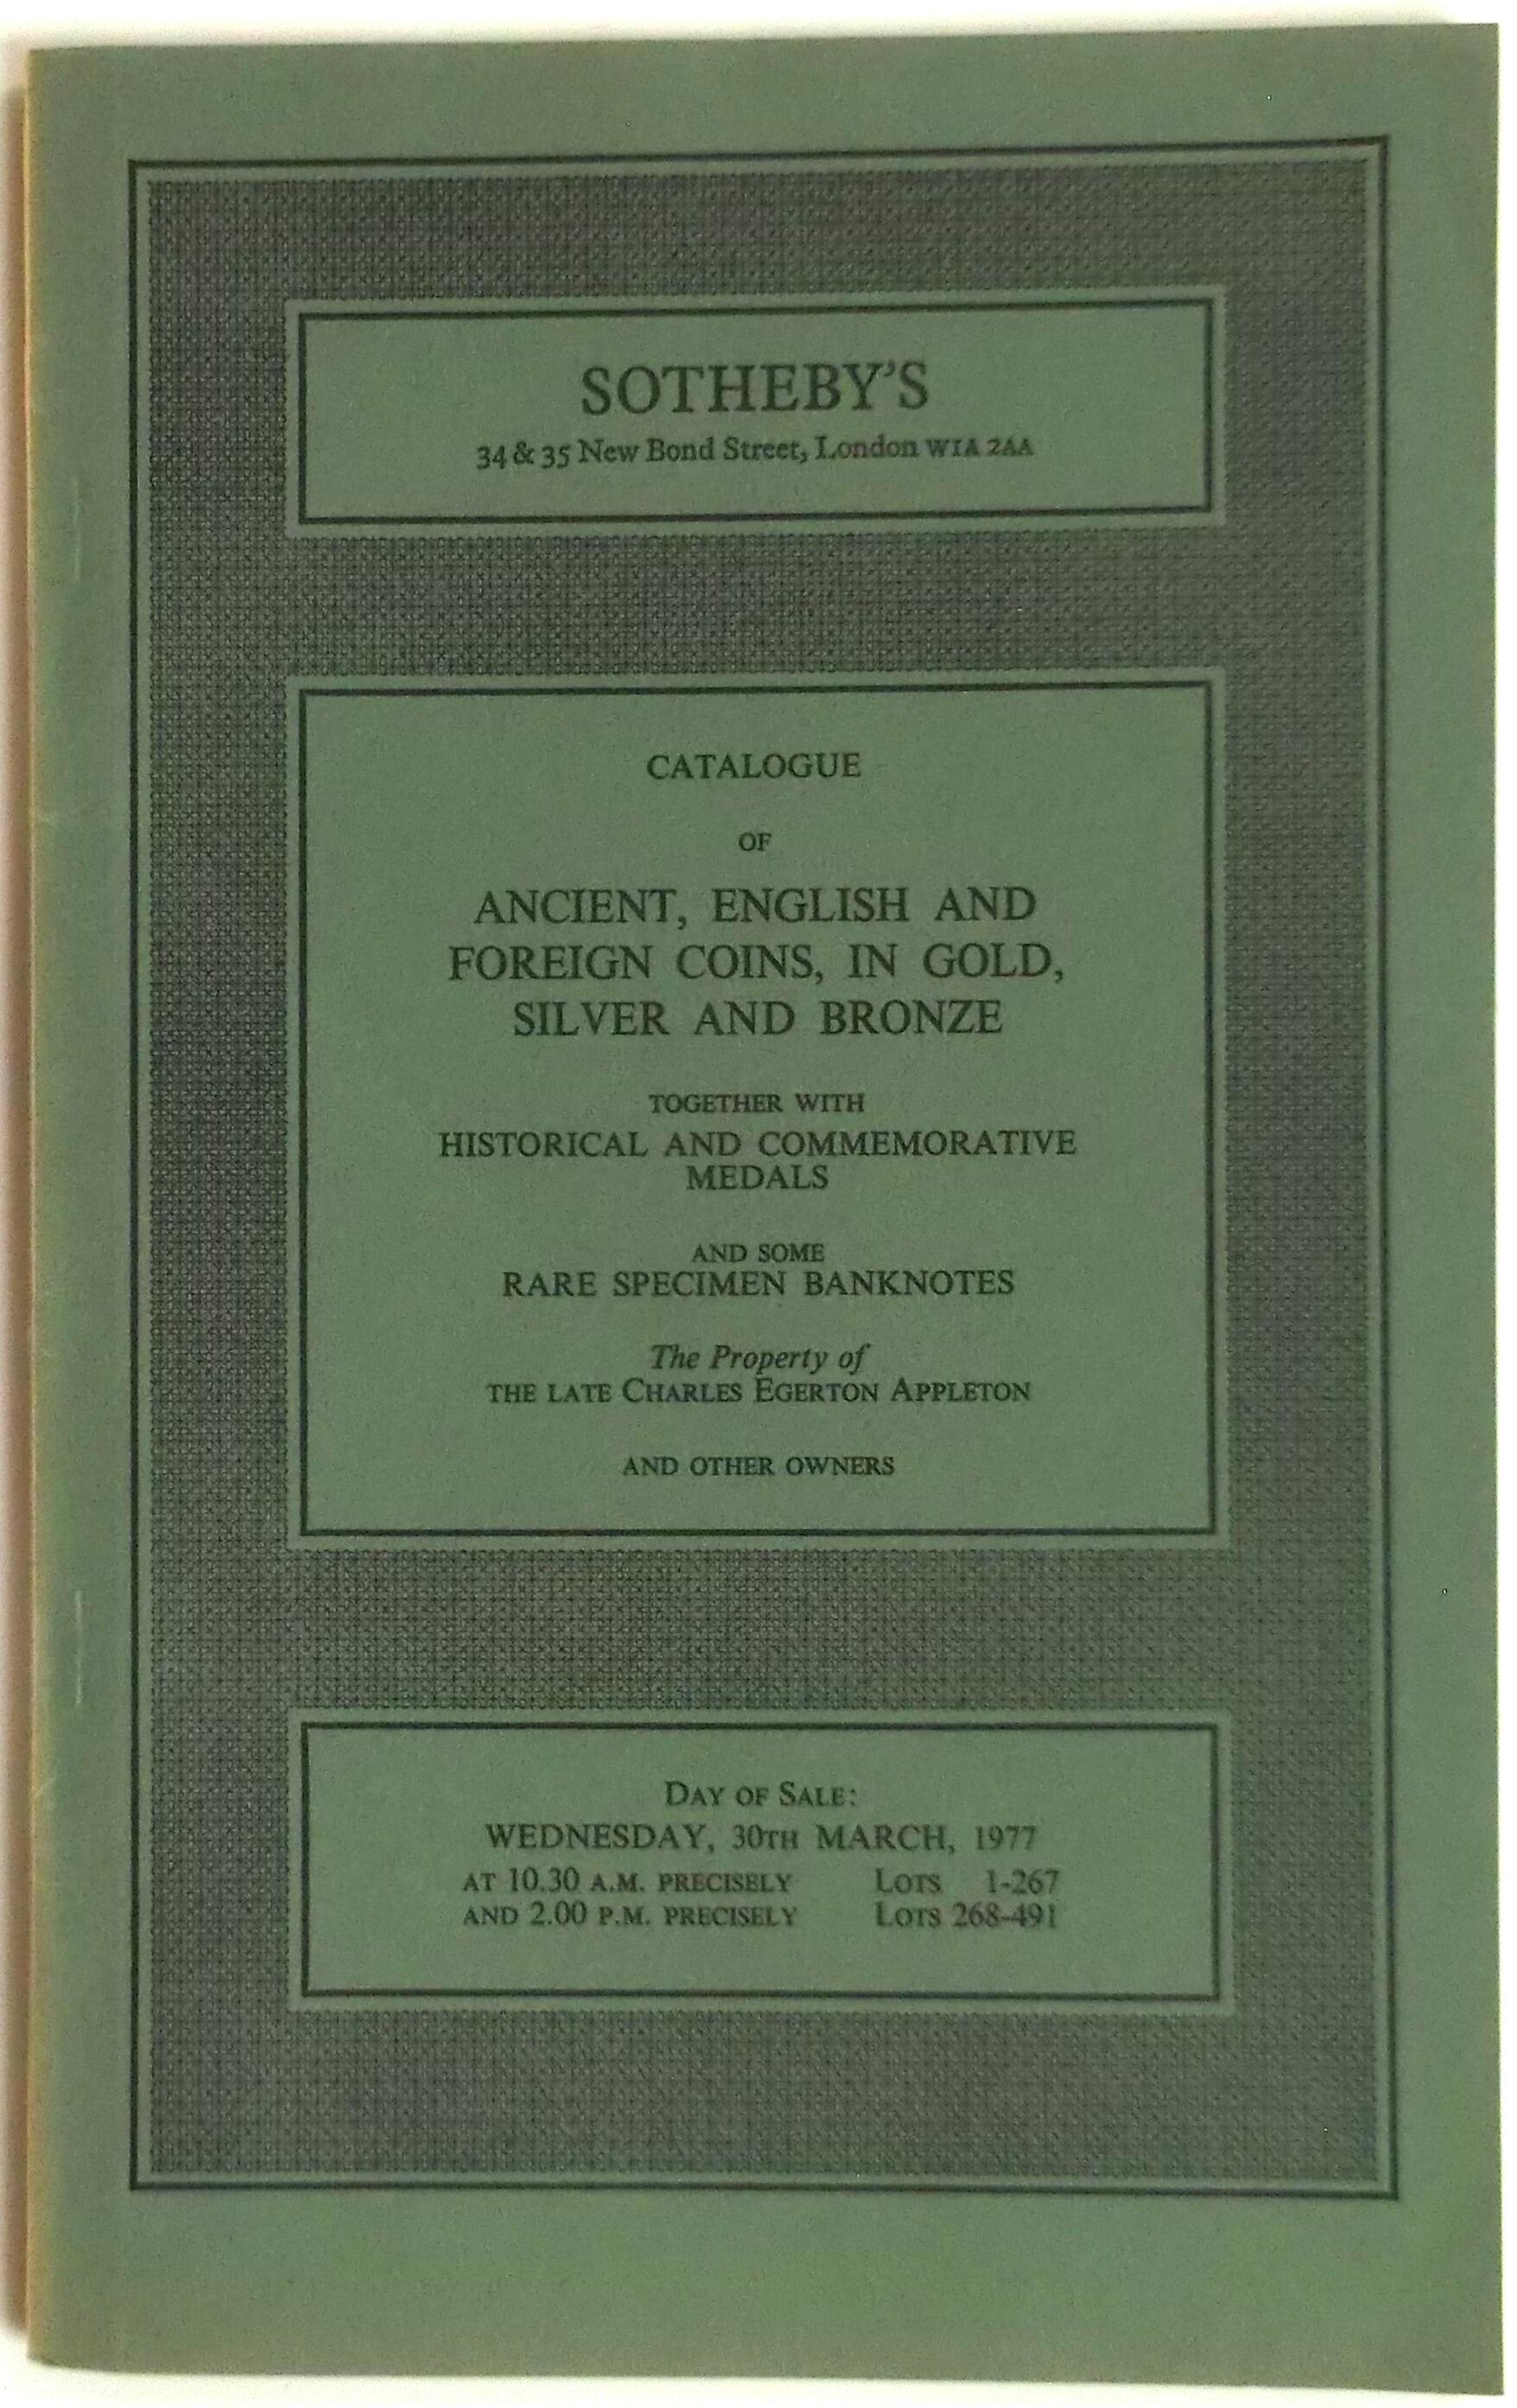 SOTHEBY'S
34 & 35 New Bond Street, London W1A 2AA
CATALOGUE
OF
ANCIENT, ENGLISH AND
FOREIGN COINS, IN GOLD,
SILVER AND BRONZE
TOGETHER WITH
HISTORICAL AND COMMEMORATIVE
MEDALS
AND SOME
RARE SPECIMEN BANKNOTES
The Property of
THE LATE CHARLES EGERTON APPLETON
AND OTHER OWNERS
DAY OF SALE:
WEDNESDAY, 30TH MARCH, 1977
AT 10.30 A.M. PRECISELY LOTS 1-267
AND 2.00 P.M. PRECISELY LOTS 268-491